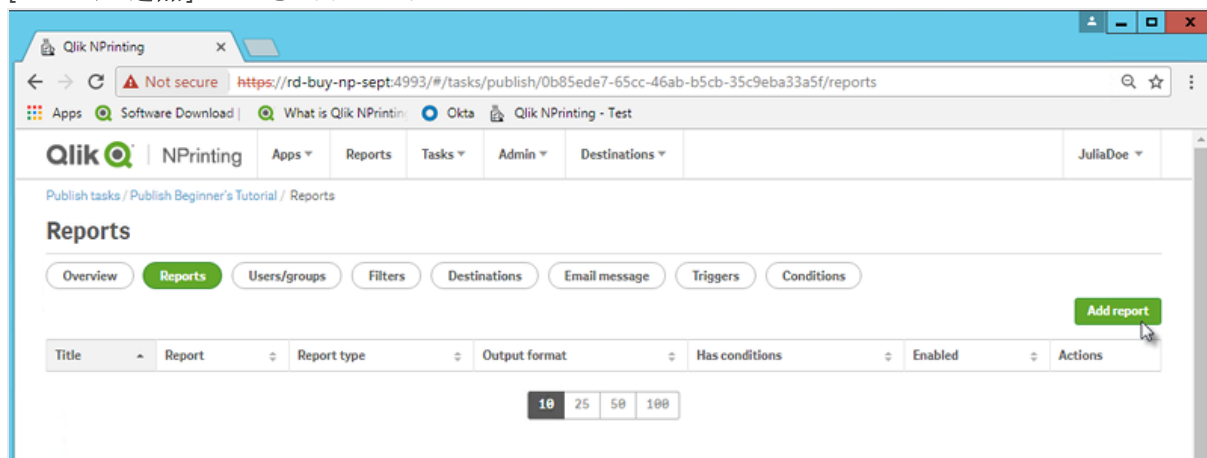 Qlik NPrinting
Not secure https://rd-buy-np-sept:4993/#/tasks/publish/0b85ede7-65cc-46ab-b5cb-35c9eba33a5f/reports
Apps Software Download | What is Qlik NPrinting Okta Qlik NPrinting - Test
Qlik NPrinting Apps Reports Tasks Admin Destinations JuliaDoe
Publish tasks / Publish Beginner's Tutorial / Reports
Reports
Overview Reports Users/groups Filters Destinations Email message Triggers Conditions
Add report
Title Report Report type Output format Has conditions Enabled Actions
10 25 50 100